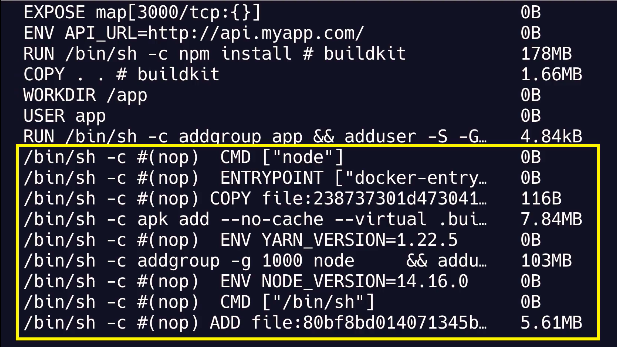 EXPOSE map[3000/tcp:{}] 0B
ENV API_URL=http://api.myapp.com/ 0B
RUN /bin/sh -c npm install # buildkit 178MB
COPY . . # buildkit 1.66MB
WORKDIR /app 0B
USER app 0B
RUN /bin/sh -c addgroup app && adduser -S -G… 4.84kB
/bin/sh -c #(nop) CMD ["node"] 0B
/bin/sh -c #(nop) ENTRYPOINT ["docker-entry… 0B
/bin/sh -c #(nop) COPY file:238737301d473041… 116B
/bin/sh -c apk add --no-cache --virtual .bui… 7.84MB
/bin/sh -c #(nop) ENV YARN_VERSION=1.22.5 0B
/bin/sh -c addgroup -g 1000 node && addu… 103MB
/bin/sh -c #(nop) ENV NODE_VERSION=14.16.0 0B
/bin/sh -c #(nop) CMD ["/bin/sh"] 0B
/bin/sh -c #(nop) ADD file:80bf8bd014071345b… 5.61MB